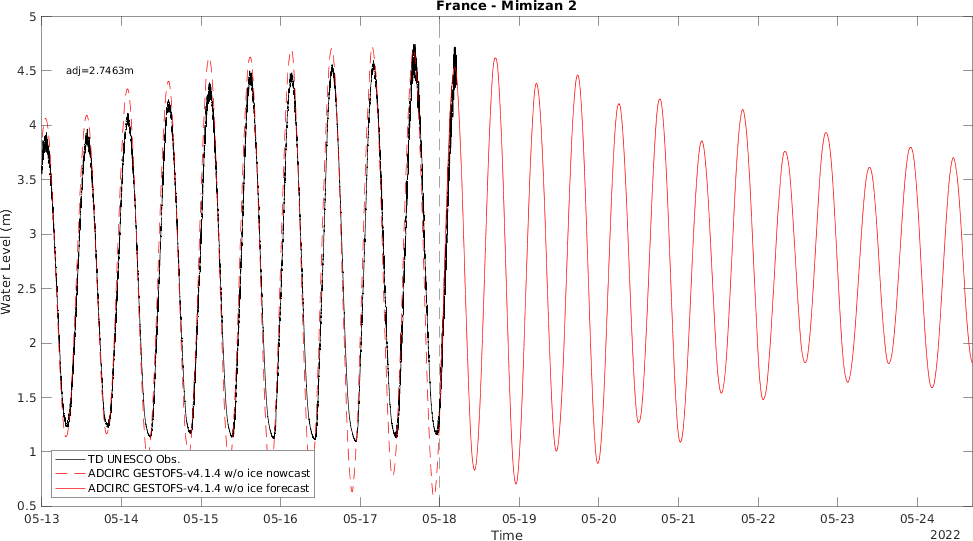 France - Mimizan 2
adj=2.7463m
5
4.5
4
3.5
3
2.5
2
1.5
1
0.5
Water Level (m)
TD UNESCO Obs.
ADCIRC GESTOFS-v4.1.4 w/o ice nowcast
ADCIRC GESTOFS-v4.1.4 w/o ice forecast
05-13 05-14 05-15 05-16 05-17 05-18 05-19 05-20 05-21 05-22 05-23 05-24
2022
Time